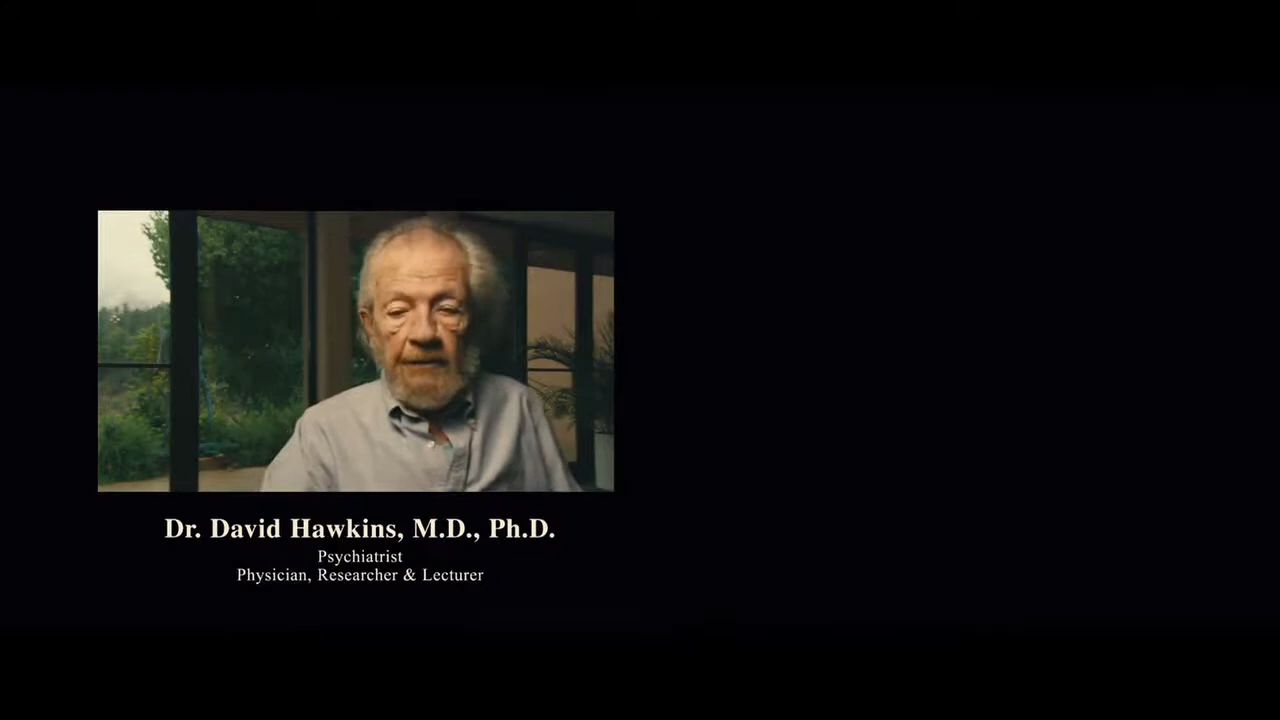 Dr. David Hawkins, M.D., Ph.D.
Psychiatrist
Physician, Researcher & Lecturer